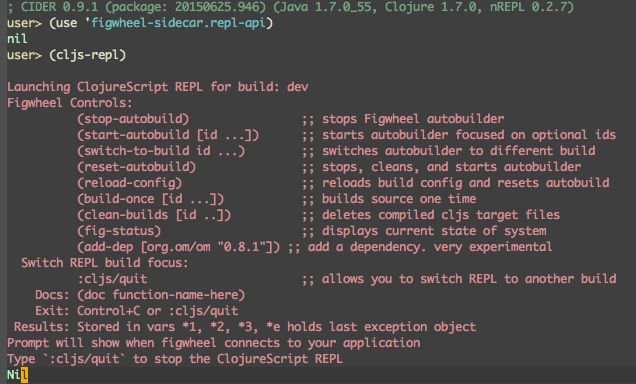 ; CIDER 0.9.1 (package: 20150625.946) (Java 1.7.0_55, Clojure 1.7.0, nREPL 0.2.7)
user> (use 'figwheel-sidecar.repl-api)
nil
user> (cljs-repl)
Launching ClojureScript REPL for build: dev
Figwheel Controls:
(stop-autobuild) ;; stops Figwheel autobuilder
(start-autobuild [id ...]) ;; starts autobuilder focused on optional ids
(switch-to-build id ...) ;; switches autobuilder to different build
(reset-autobuild) ;; stops, cleans, and starts autobuilder
(reload-config) ;; reloads build config and resets autobuild
(build-once [id ...]) ;; builds source one time
(clean-builds [id ..]) ;; deletes compiled cljs target files
(fig-status) ;; displays current state of system
(add-dep [org.om/om "0.8.1"]) ;; add a dependency. very experimental
Switch REPL build focus:
:cljs/quit ;; allows you to switch REPL to another build
Docs: (doc function-name-here)
Exit: Control+C or :cljs/quit
Results: Stored in vars *1, *2, *3, *e holds last exception object
Prompt will show when figwheel connects to your application
Type `:cljs/quit` to stop the ClojureScript REPL
Nil